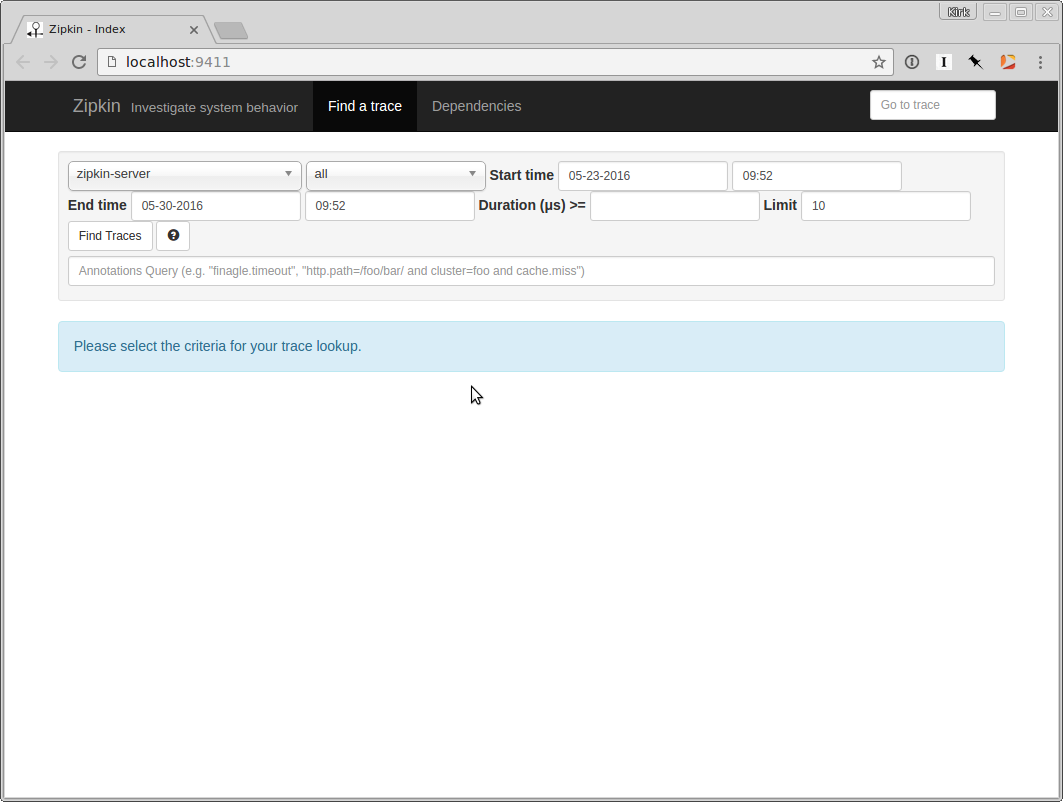 Kirk
Zipkin - Index
localhost:9411
Zipkin Investigate system behavior Find a trace Dependencies Go to trace
zipkin-server all Start time 05-23-2016 09:52
End time 05-30-2016 09:52 Duration (μs) >= Limit 10
Find Traces ?
Annotations Query (e.g. "finagle.timeout", "http.path=/foo/bar/ and cluster=foo and cache.miss")
Please select the criteria for your trace lookup.